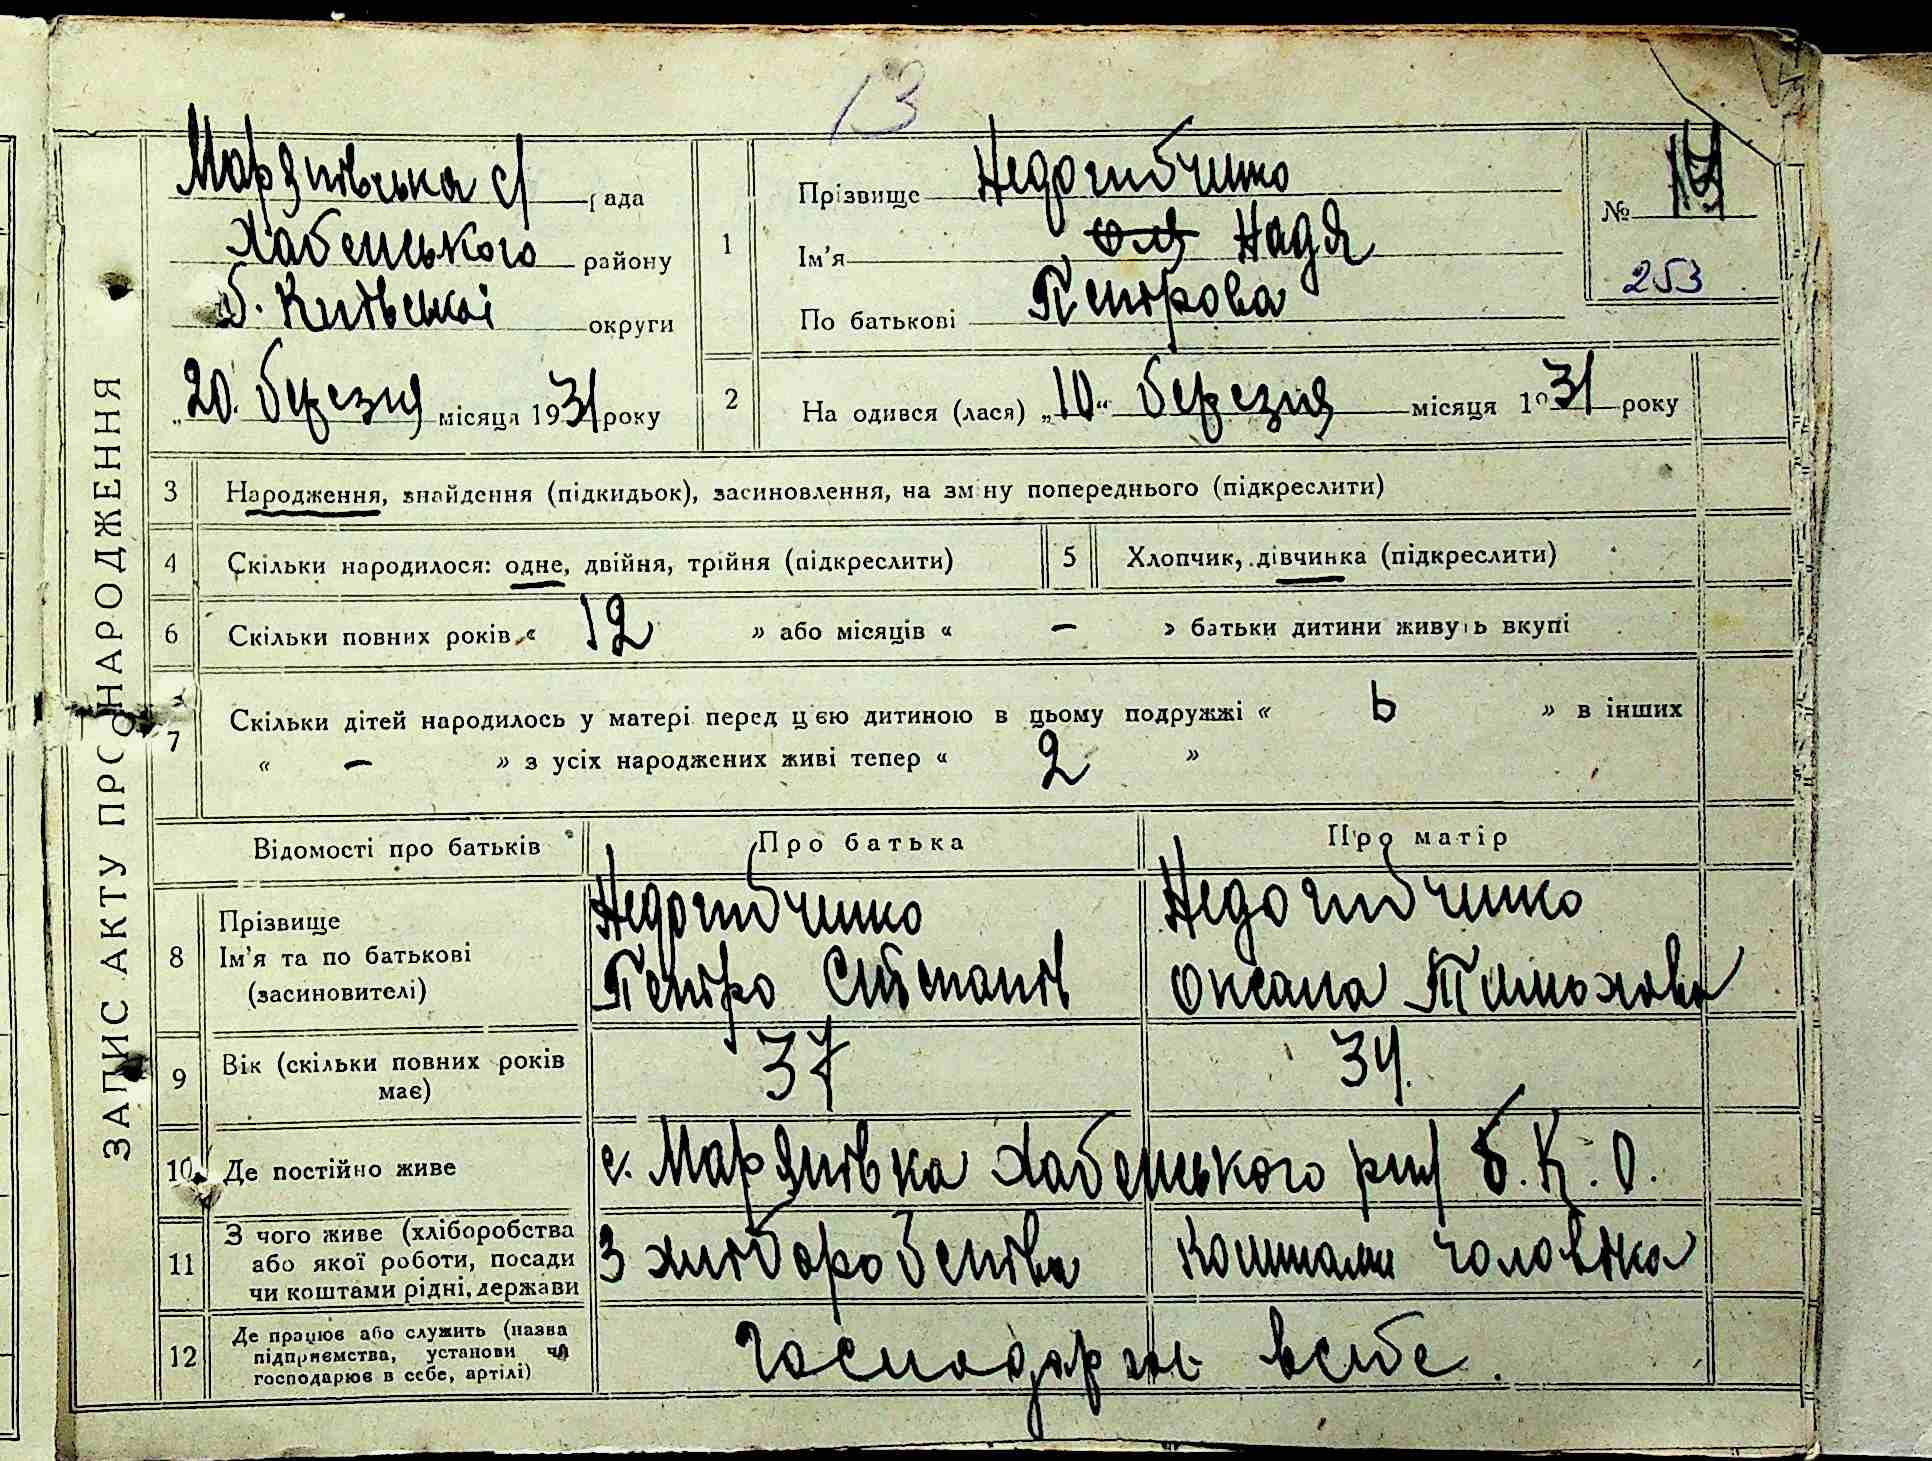 13
ЗАПИС АКТУ ПРО НАРОДЖЕННЯ
Мар'янівська с/ рада
Хабенського району
б. Київської округи
„20. березня місяця 1931 року
1
Прізвище Недогибченко
Ім'я Надя
По батькові Петрова
№
253
2 На одився (лася) „10“ березня місяця 1931 року
3 Народження, знайдення (підкидьок), засиновлення, на зміну попереднього (підкреслити)
4 Скільки народилося: одне, двійня, трійня (підкреслити)
5 Хлопчик, дівчинка (підкреслити)
6 Скільки повних років « 12 » або місяців « – » батьки дитини живуть вкупі
7 Скільки дітей народилось у матері перед цією дитиною в цьому подружжі « 6 » в інших
« – » з усіх народжених живі тепер « 2 »
Відомості про батьків Про батька Про матір
8 Прізвище Недогибченко Недогибченко
Ім'я та по батькові Петро Степанів Оксана Тимохова
(засиновителі)
9 Вік (скільки повних років має) 37 34.
10 Де постійно живе с. Мар'янівка Хабенського р/ б. К. О.
11 З чого живе (хліборобства або якої роботи, посади чи коштами рідні, держави З хліборобства Коштами чоловіка
12 Де працює або служить (назва підприємства, установи чи господарює в себе, артілі) Господарює в себе.